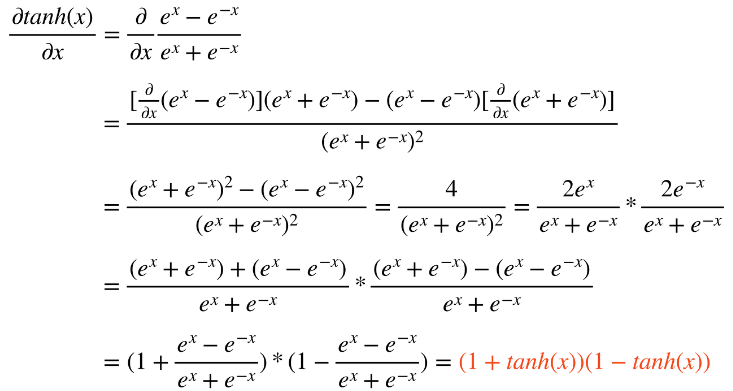 ∂tanh(x)/∂x = ∂/∂x (e^x − e^{−x})/(e^x + e^{−x})
= {[∂/∂x(e^x − e^{−x})](e^x + e^{−x}) − (e^x − e^{−x})[∂/∂x(e^x + e^{−x})]}/(e^x + e^{−x})^2
= {(e^x + e^{−x})^2 − (e^x − e^{−x})^2}/(e^x + e^{−x})^2 = 4/(e^x + e^{−x})^2 = 2e^x/(e^x + e^{−x}) * 2e^{−x}/(e^x + e^{−x})
= {(e^x + e^{−x}) + (e^x − e^{−x})}/(e^x + e^{−x}) * {(e^x + e^{−x}) − (e^x − e^{−x})}/(e^x + e^{−x})
= (1 + (e^x − e^{−x})/(e^x + e^{−x})) * (1 − (e^x − e^{−x})/(e^x + e^{−x})) = (1 + tanh(x))(1 − tanh(x))